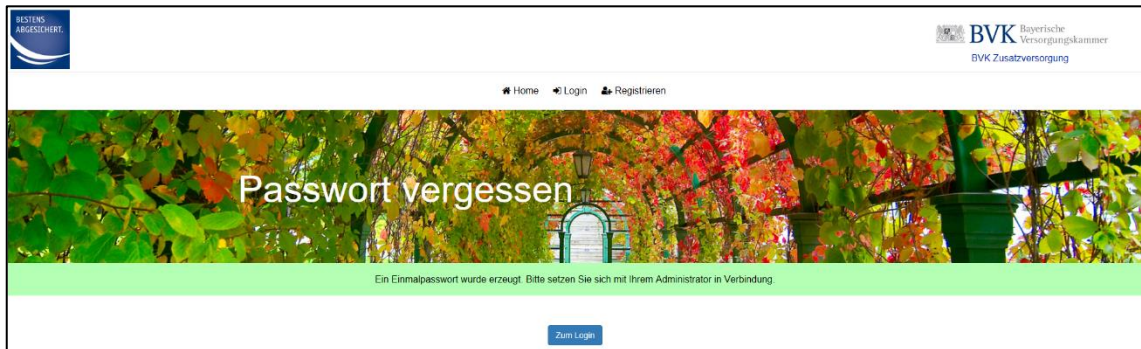 BESTENS
ABGESICHERT.
BVK Bayerische
Versorgungskammer
BVK Zusatzversorgung
Home Login Registrieren
Passwort vergessen
Ein Einmalpasswort wurde erzeugt. Bitte setzen Sie sich mit Ihrem Administrator in Verbindung.
Zum Login